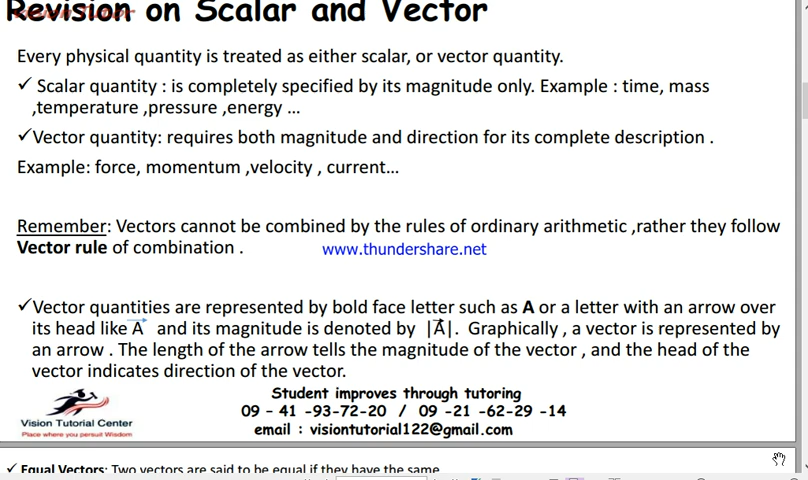 Revision on Scalar and Vector
Every physical quantity is treated as either scalar, or vector quantity.
✓ Scalar quantity : is completely specified by its magnitude only. Example : time, mass
,temperature ,pressure ,energy ...
✓Vector quantity: requires both magnitude and direction for its complete description .
Example: force, momentum ,velocity , current...
Remember: Vectors cannot be combined by the rules of ordinary arithmetic ,rather they follow
Vector rule of combination .
www.thundershare.net
✓Vector quantities are represented by bold face letter such as A or a letter with an arrow over
its head like A⃗ and its magnitude is denoted by |A⃗|. Graphically , a vector is represented by
an arrow . The length of the arrow tells the magnitude of the vector , and the head of the
vector indicates direction of the vector.
Vision Tutorial Center
Place where you persuit Wisdom
Student improves through tutoring
09 - 41 -93-72-20 / 09 -21 -62-29 -14
email : visiontutorial122@gmail.com
✓ Equal Vectors: Two vectors are said to be equal if they have the same